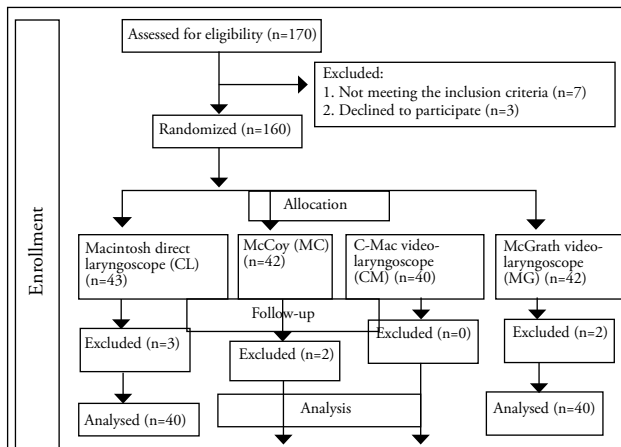 Enrollment
Assessed for eligibility (n=170)
Excluded:
1. Not meeting the inclusion criteria (n=7)
2. Declined to participate (n=3)
Randomized (n=160)
Allocation
Macintosh direct
laryngoscope (CL)
(n=43)
McCoy (MC)
(n=42)
C-Mac video-
laryngoscope
(CM) (n=40)
McGrath video-
laryngoscope
(MG) (n=42)
Follow-up
Excluded (n=3)
Excluded (n=2)
Excluded (n=0)
Excluded (n=2)
Analysed (n=40)
Analysis
Analysed (n=40)